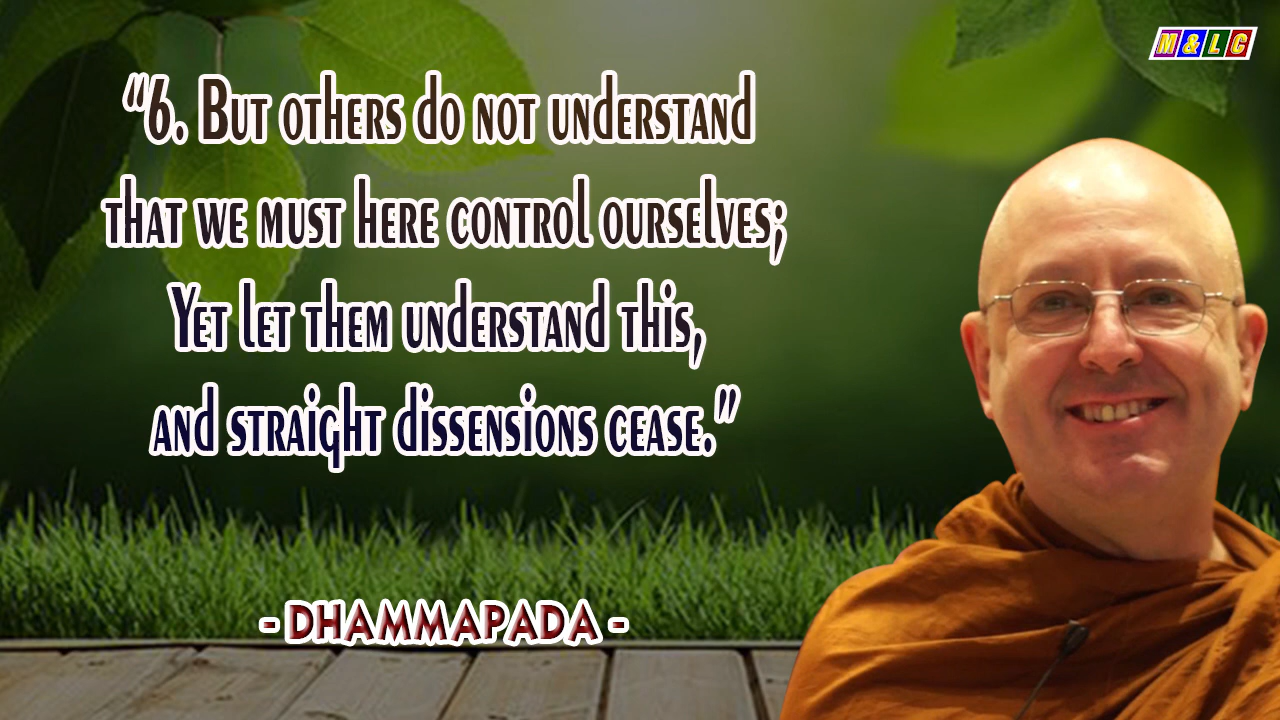 M&LC
“6. But others do not understand
that we must here control ourselves;
Yet let them understand this,
and straight dissensions cease.”
- DHAMMAPADA -